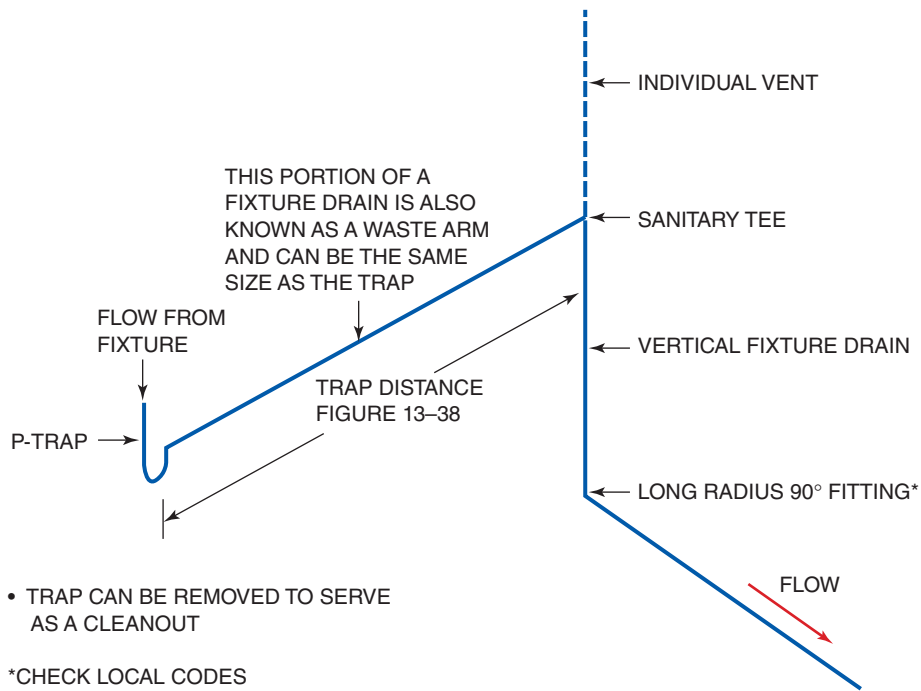 INDIVIDUAL VENT
THIS PORTION OF A
FIXTURE DRAIN IS ALSO
KNOWN AS A WASTE ARM
AND CAN BE THE SAME
SIZE AS THE TRAP
SANITARY TEE
FLOW FROM
FIXTURE
VERTICAL FIXTURE DRAIN
TRAP DISTANCE
FIGURE 13–38
P-TRAP
LONG RADIUS 90° FITTING*
FLOW
• TRAP CAN BE REMOVED TO SERVE
AS A CLEANOUT
*CHECK LOCAL CODES